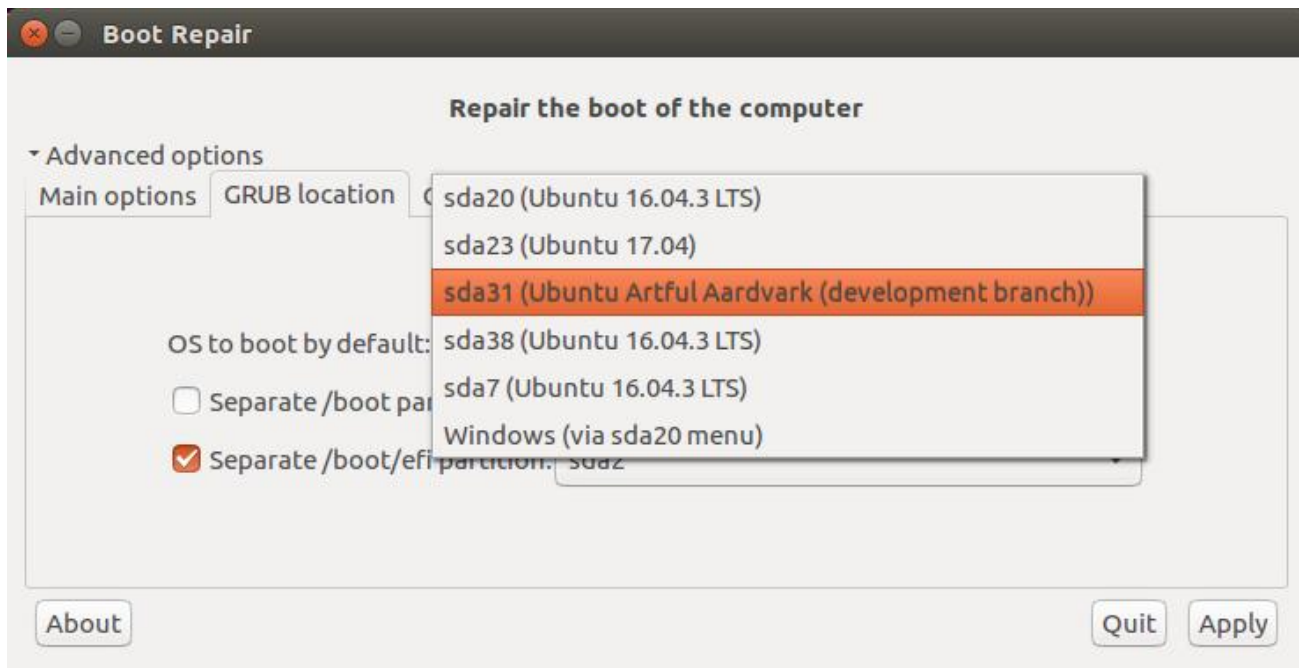 Boot Repair
Repair the boot of the computer
Advanced options
Main options GRUB location
sda20 (Ubuntu 16.04.3 LTS)
sda23 (Ubuntu 17.04)
sda31 (Ubuntu Artful Aardvark (development branch))
OS to boot by default: sda38 (Ubuntu 16.04.3 LTS)
Separate /boot par
sda7 (Ubuntu 16.04.3 LTS)
Windows (via sda20 menu)
Separate /boot/efi partition: sda2
About Quit Apply